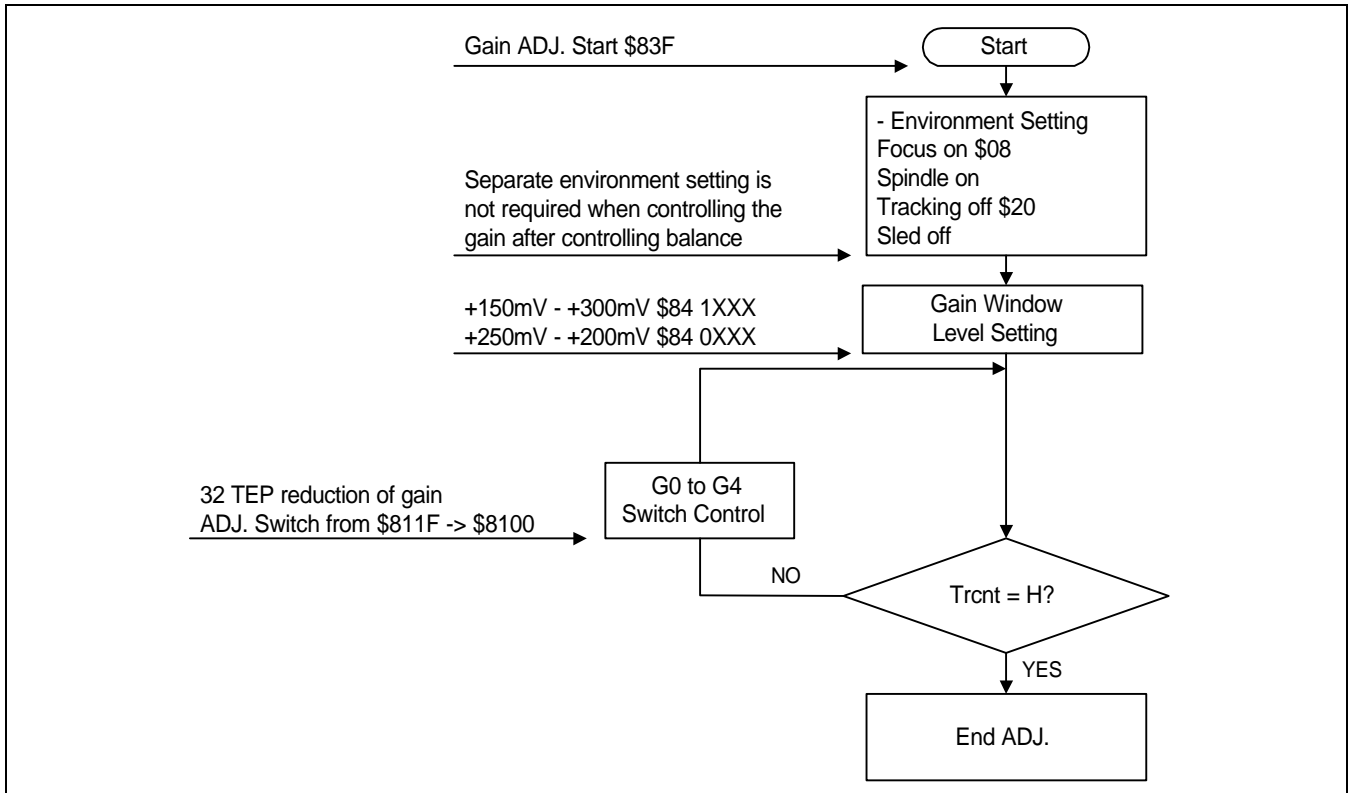 Gain ADJ. Start $83F
Start
- Environment Setting
Focus on $08
Spindle on
Tracking off $20
Sled off
Separate environment setting is
not required when controlling the
gain after controlling balance
+150mV - +300mV $84 1XXX
+250mV - +200mV $84 0XXX
Gain Window
Level Setting
G0 to G4
Switch Control
32 TEP reduction of gain
ADJ. Switch from $811F -> $8100
NO
Trcnt = H?
YES
End ADJ.